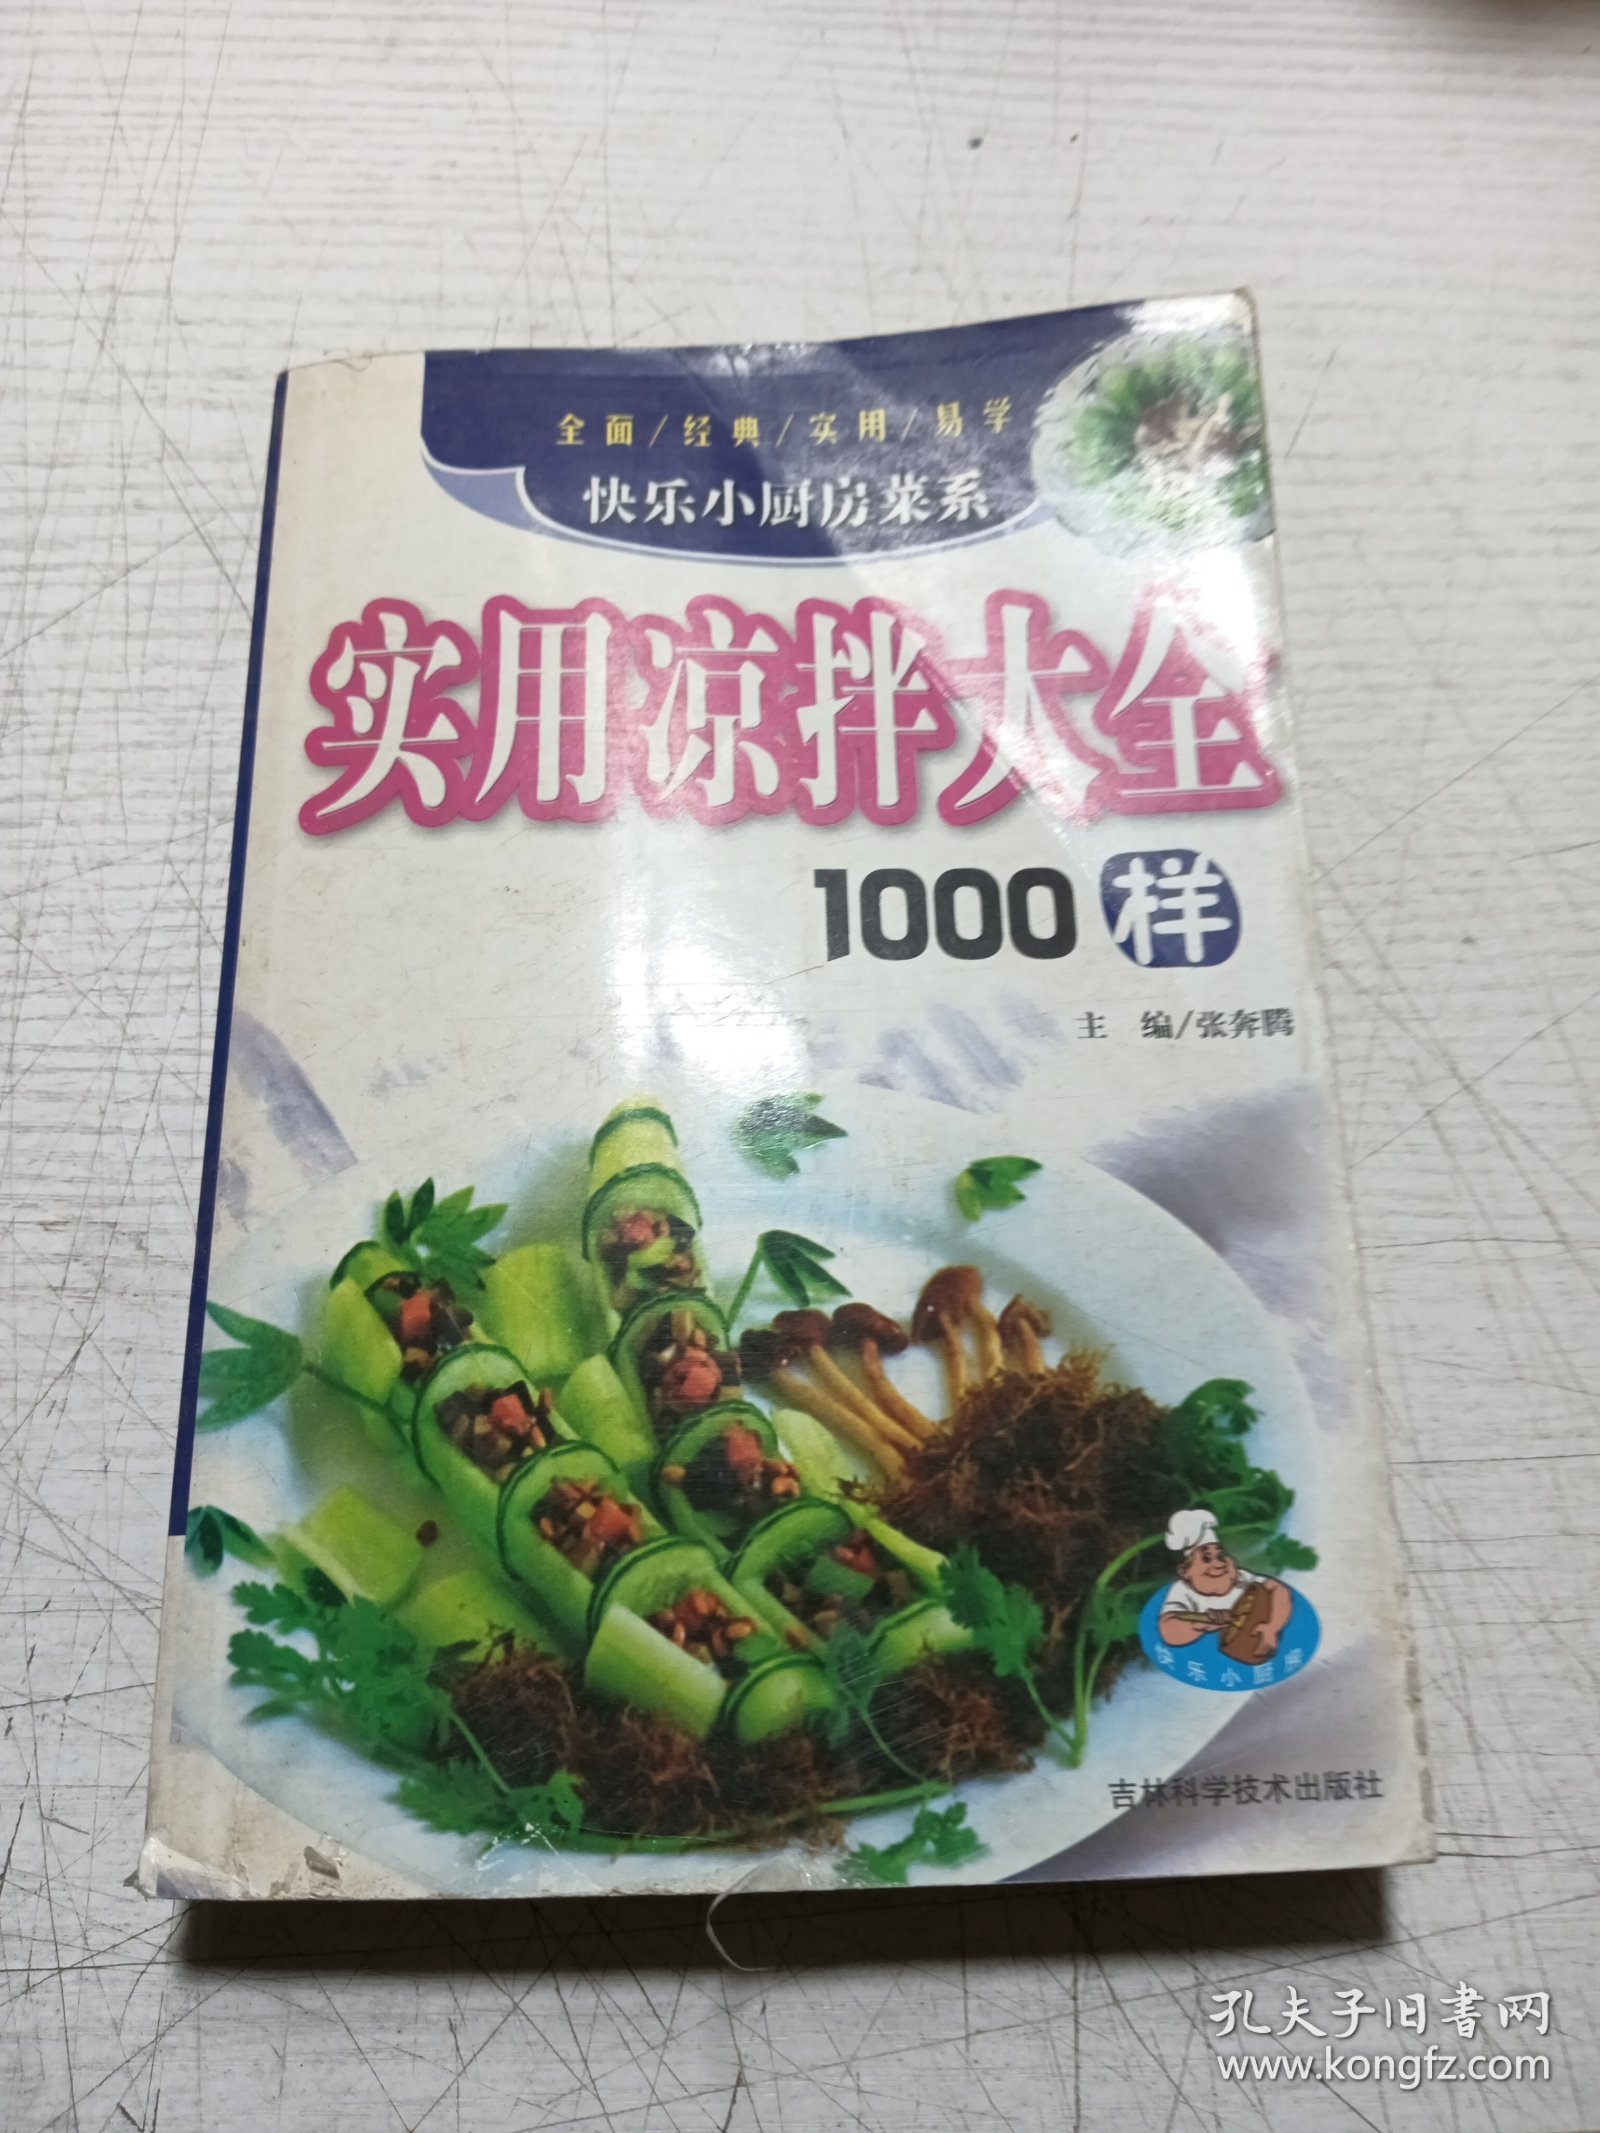 全面/经典/实用/易学
快乐小厨房菜系
实用凉拌大全
1000样
主 编/张奔腾
快乐小厨房
吉林科学技术出版社
孔夫子旧书网
www.kongfz.com